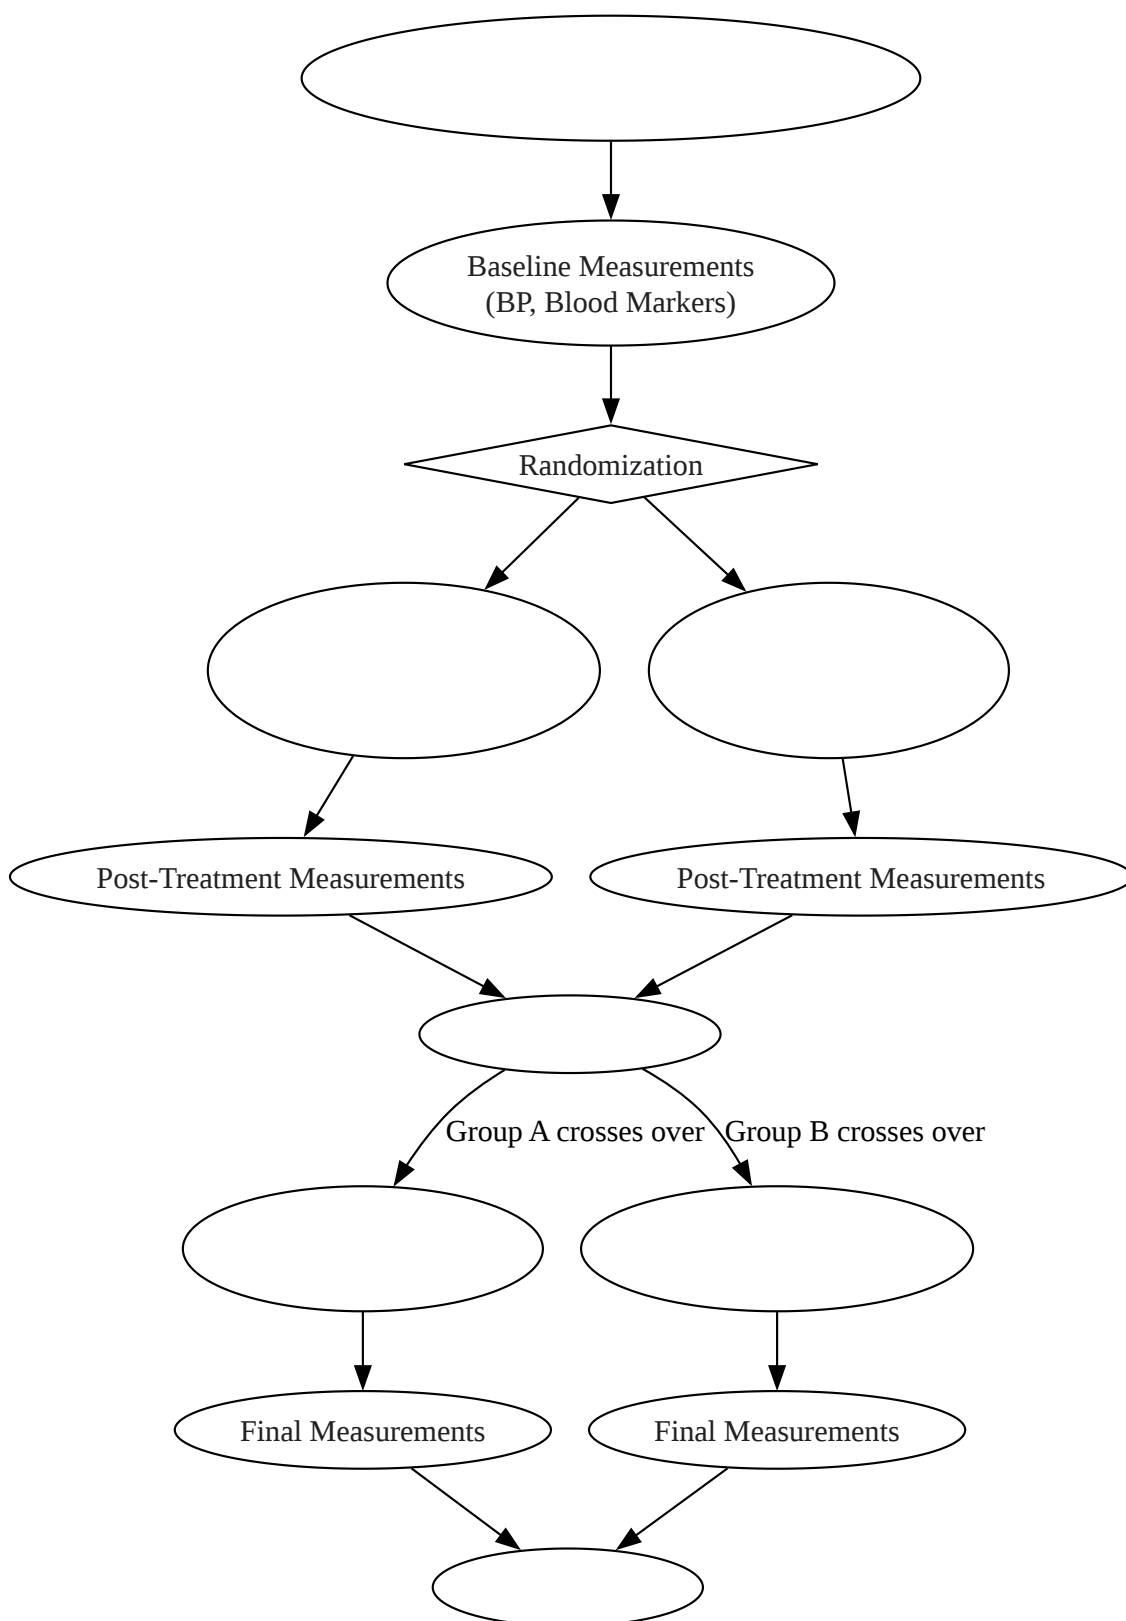 Baseline Measurements
(BP, Blood Markers)
Randomization
Post-Treatment Measurements
Post-Treatment Measurements
Group A crosses over
Group B crosses over
Final Measurements
Final Measurements